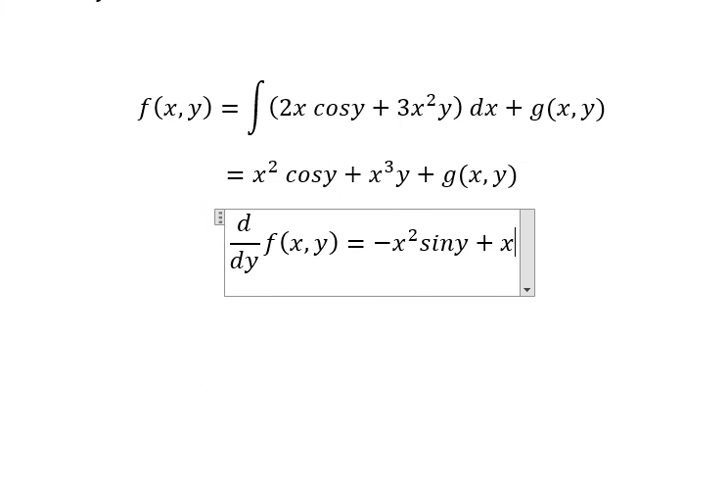 f(x, y) = ∫ (2x cosy + 3x²y) dx + g(x, y)
= x² cosy + x³y + g(x, y)
d/dy f(x, y) = −x²siny + x